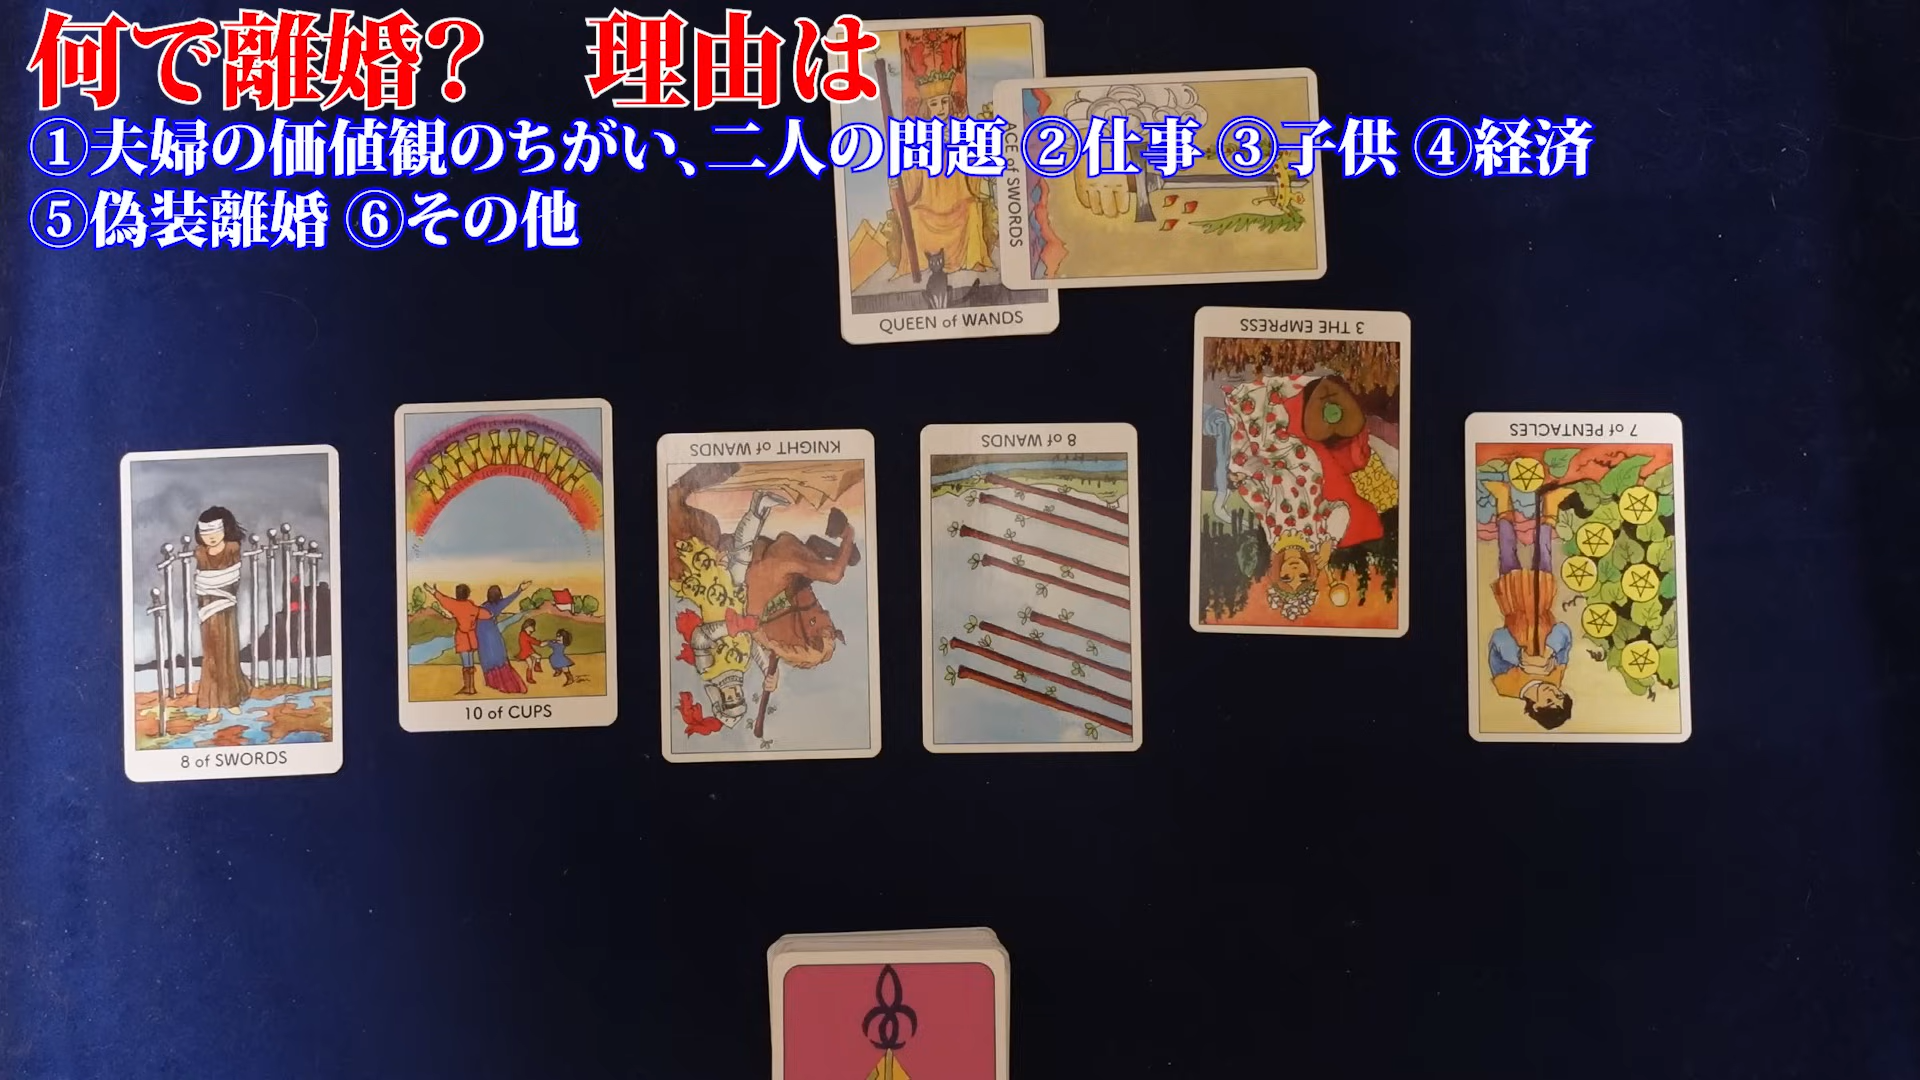 何で離婚？　理由は
①夫婦の価値観のちがい、二人の問題 ②仕事 ③子供 ④経済
⑤偽装離婚 ⑥その他
QUEEN of WANDS
ACE of SWORDS
3 THE EMPRESS
8 of SWORDS
10 of CUPS
KNIGHT of WANDS
8 of WANDS
7 of PENTACLES